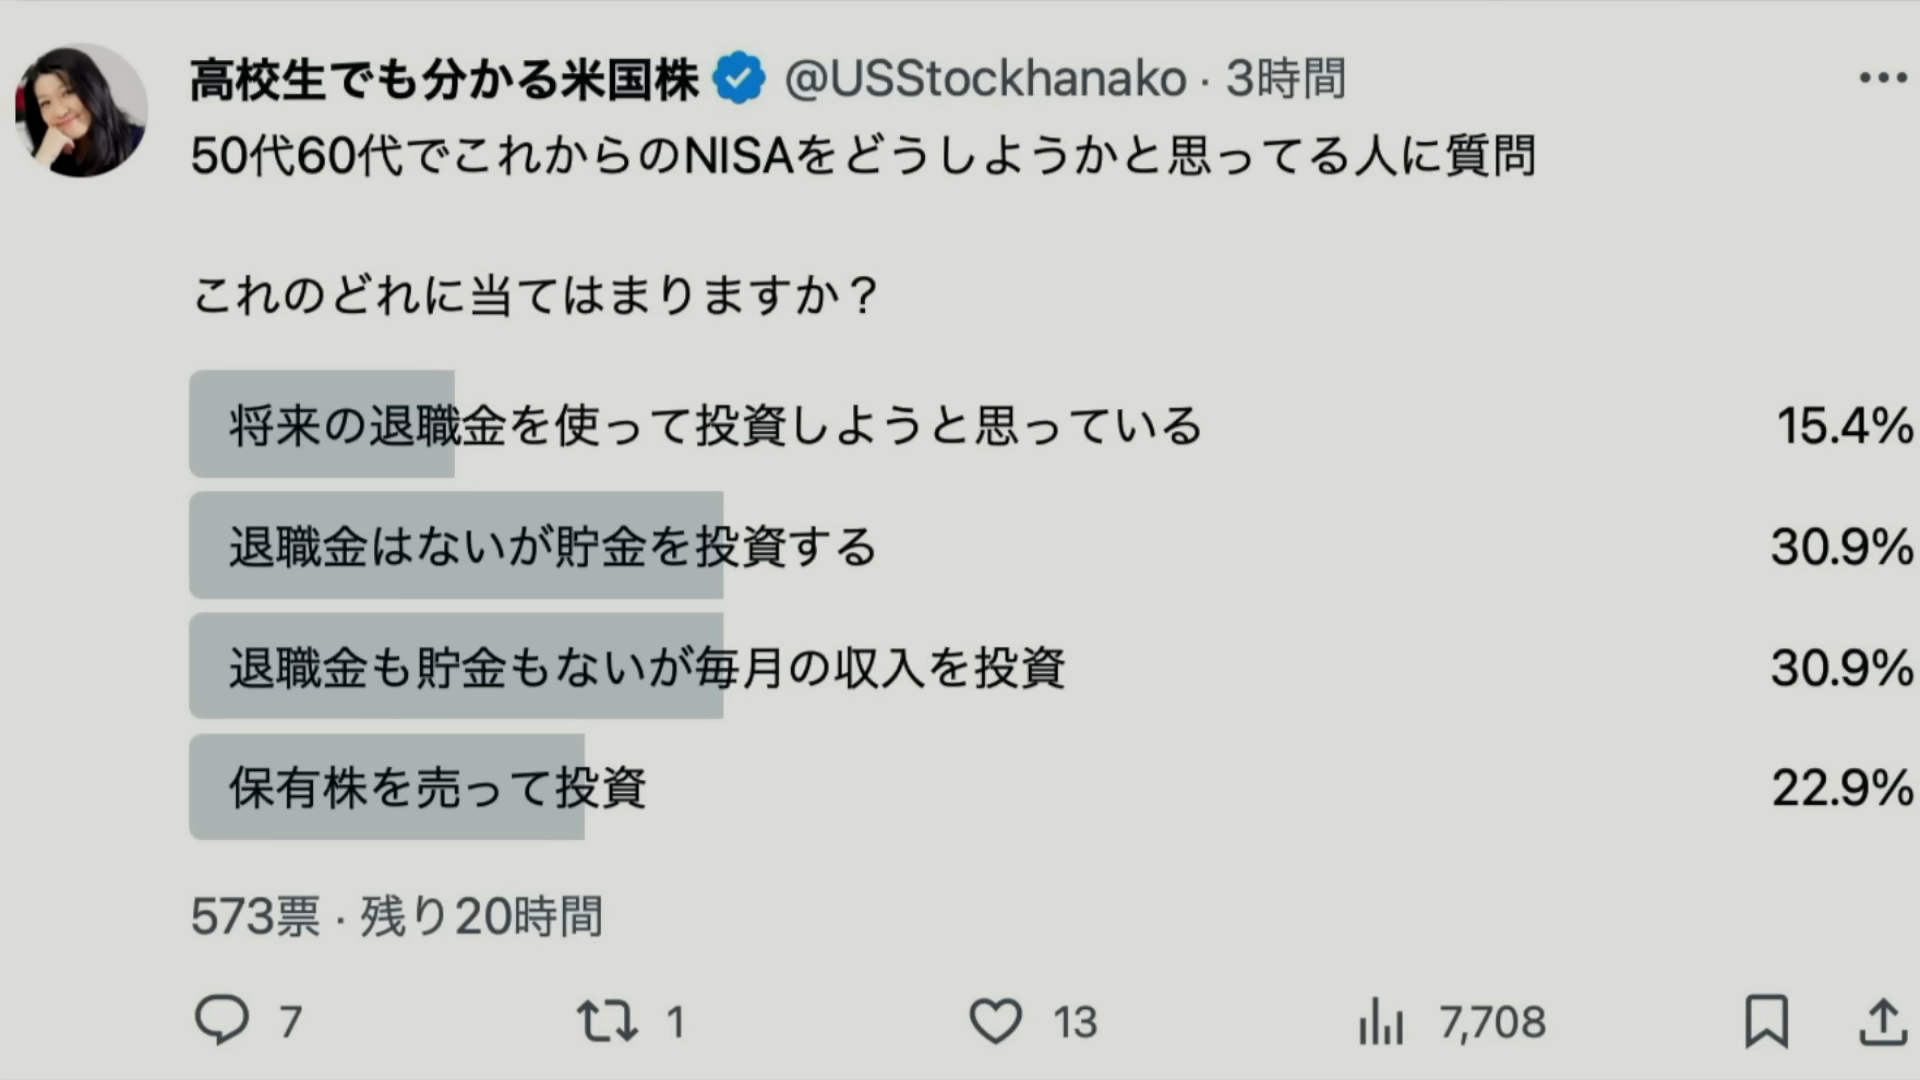 高校生でも分かる米国株 @USStockhanako · 3時間
50代60代でこれからのNISAをどうしようかと思ってる人に質問
これのどれに当てはまりますか？
将来の退職金を使って投資しようと思っている 15.4%
退職金はないが貯金を投資する 30.9%
退職金も貯金もないが毎月の収入を投資 30.9%
保有株を売って投資 22.9%
573票 · 残り20時間
7 1 13 7,708